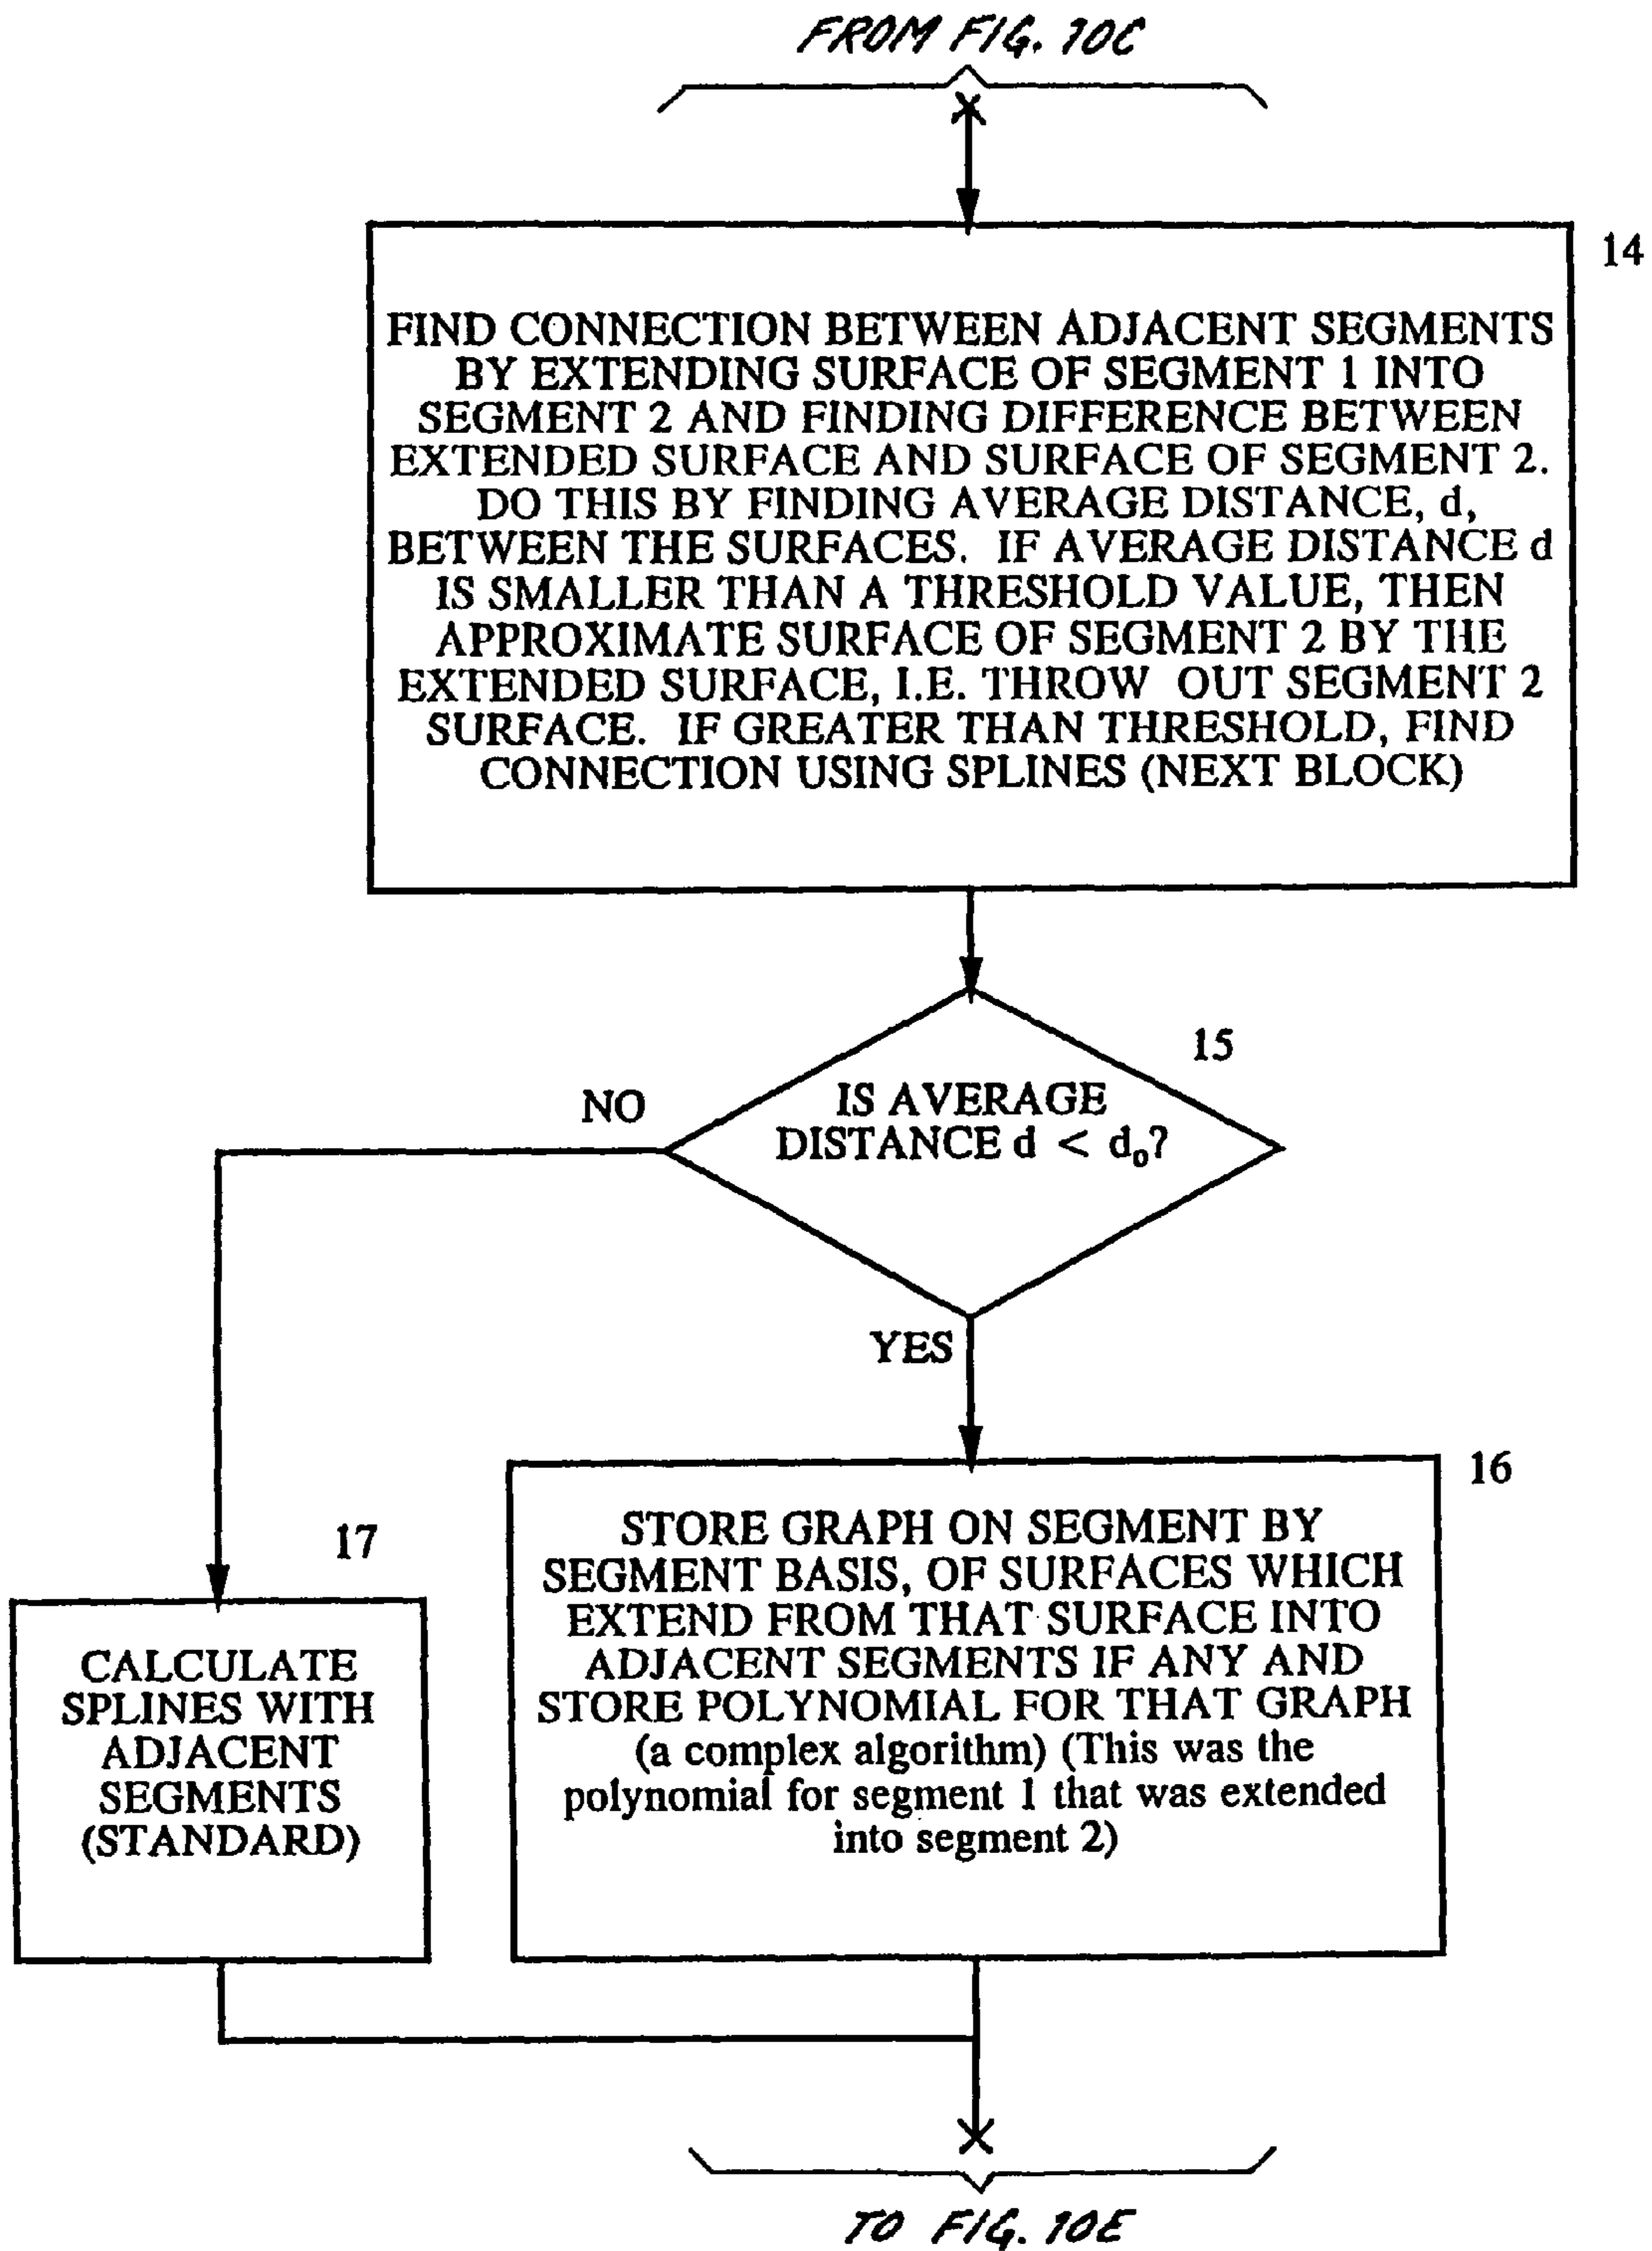 FROM FIG. 10C
14
FIND CONNECTION BETWEEN ADJACENT SEGMENTS
BY EXTENDING SURFACE OF SEGMENT 1 INTO
SEGMENT 2 AND FINDING DIFFERENCE BETWEEN
EXTENDED SURFACE AND SURFACE OF SEGMENT 2.
DO THIS BY FINDING AVERAGE DISTANCE, d,
BETWEEN THE SURFACES. IF AVERAGE DISTANCE d
IS SMALLER THAN A THRESHOLD VALUE, THEN
APPROXIMATE SURFACE OF SEGMENT 2 BY THE
EXTENDED SURFACE, I.E. THROW OUT SEGMENT 2
SURFACE. IF GREATER THAN THRESHOLD, FIND
CONNECTION USING SPLINES (NEXT BLOCK)
15
IS AVERAGE
DISTANCE d < d₀?
NO
YES
16
STORE GRAPH ON SEGMENT BY
SEGMENT BASIS, OF SURFACES WHICH
EXTEND FROM THAT SURFACE INTO
ADJACENT SEGMENTS IF ANY AND
STORE POLYNOMIAL FOR THAT GRAPH
(a complex algorithm) (This was the
polynomial for segment 1 that was extended
into segment 2)
17
CALCULATE
SPLINES WITH
ADJACENT
SEGMENTS
(STANDARD)
TO FIG. 10E